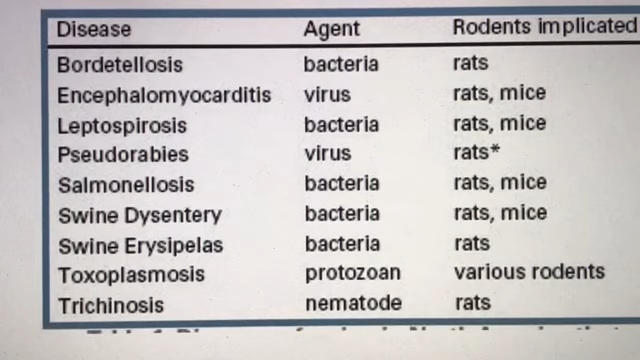 Disease Agent Rodents implicated
Bordetellosis bacteria rats
Encephalomyocarditis virus rats, mice
Leptospirosis bacteria rats, mice
Pseudorabies virus rats*
Salmonellosis bacteria rats, mice
Swine Dysentery bacteria rats, mice
Swine Erysipelas bacteria rats
Toxoplasmosis protozoan various rodents
Trichinosis nematode rats